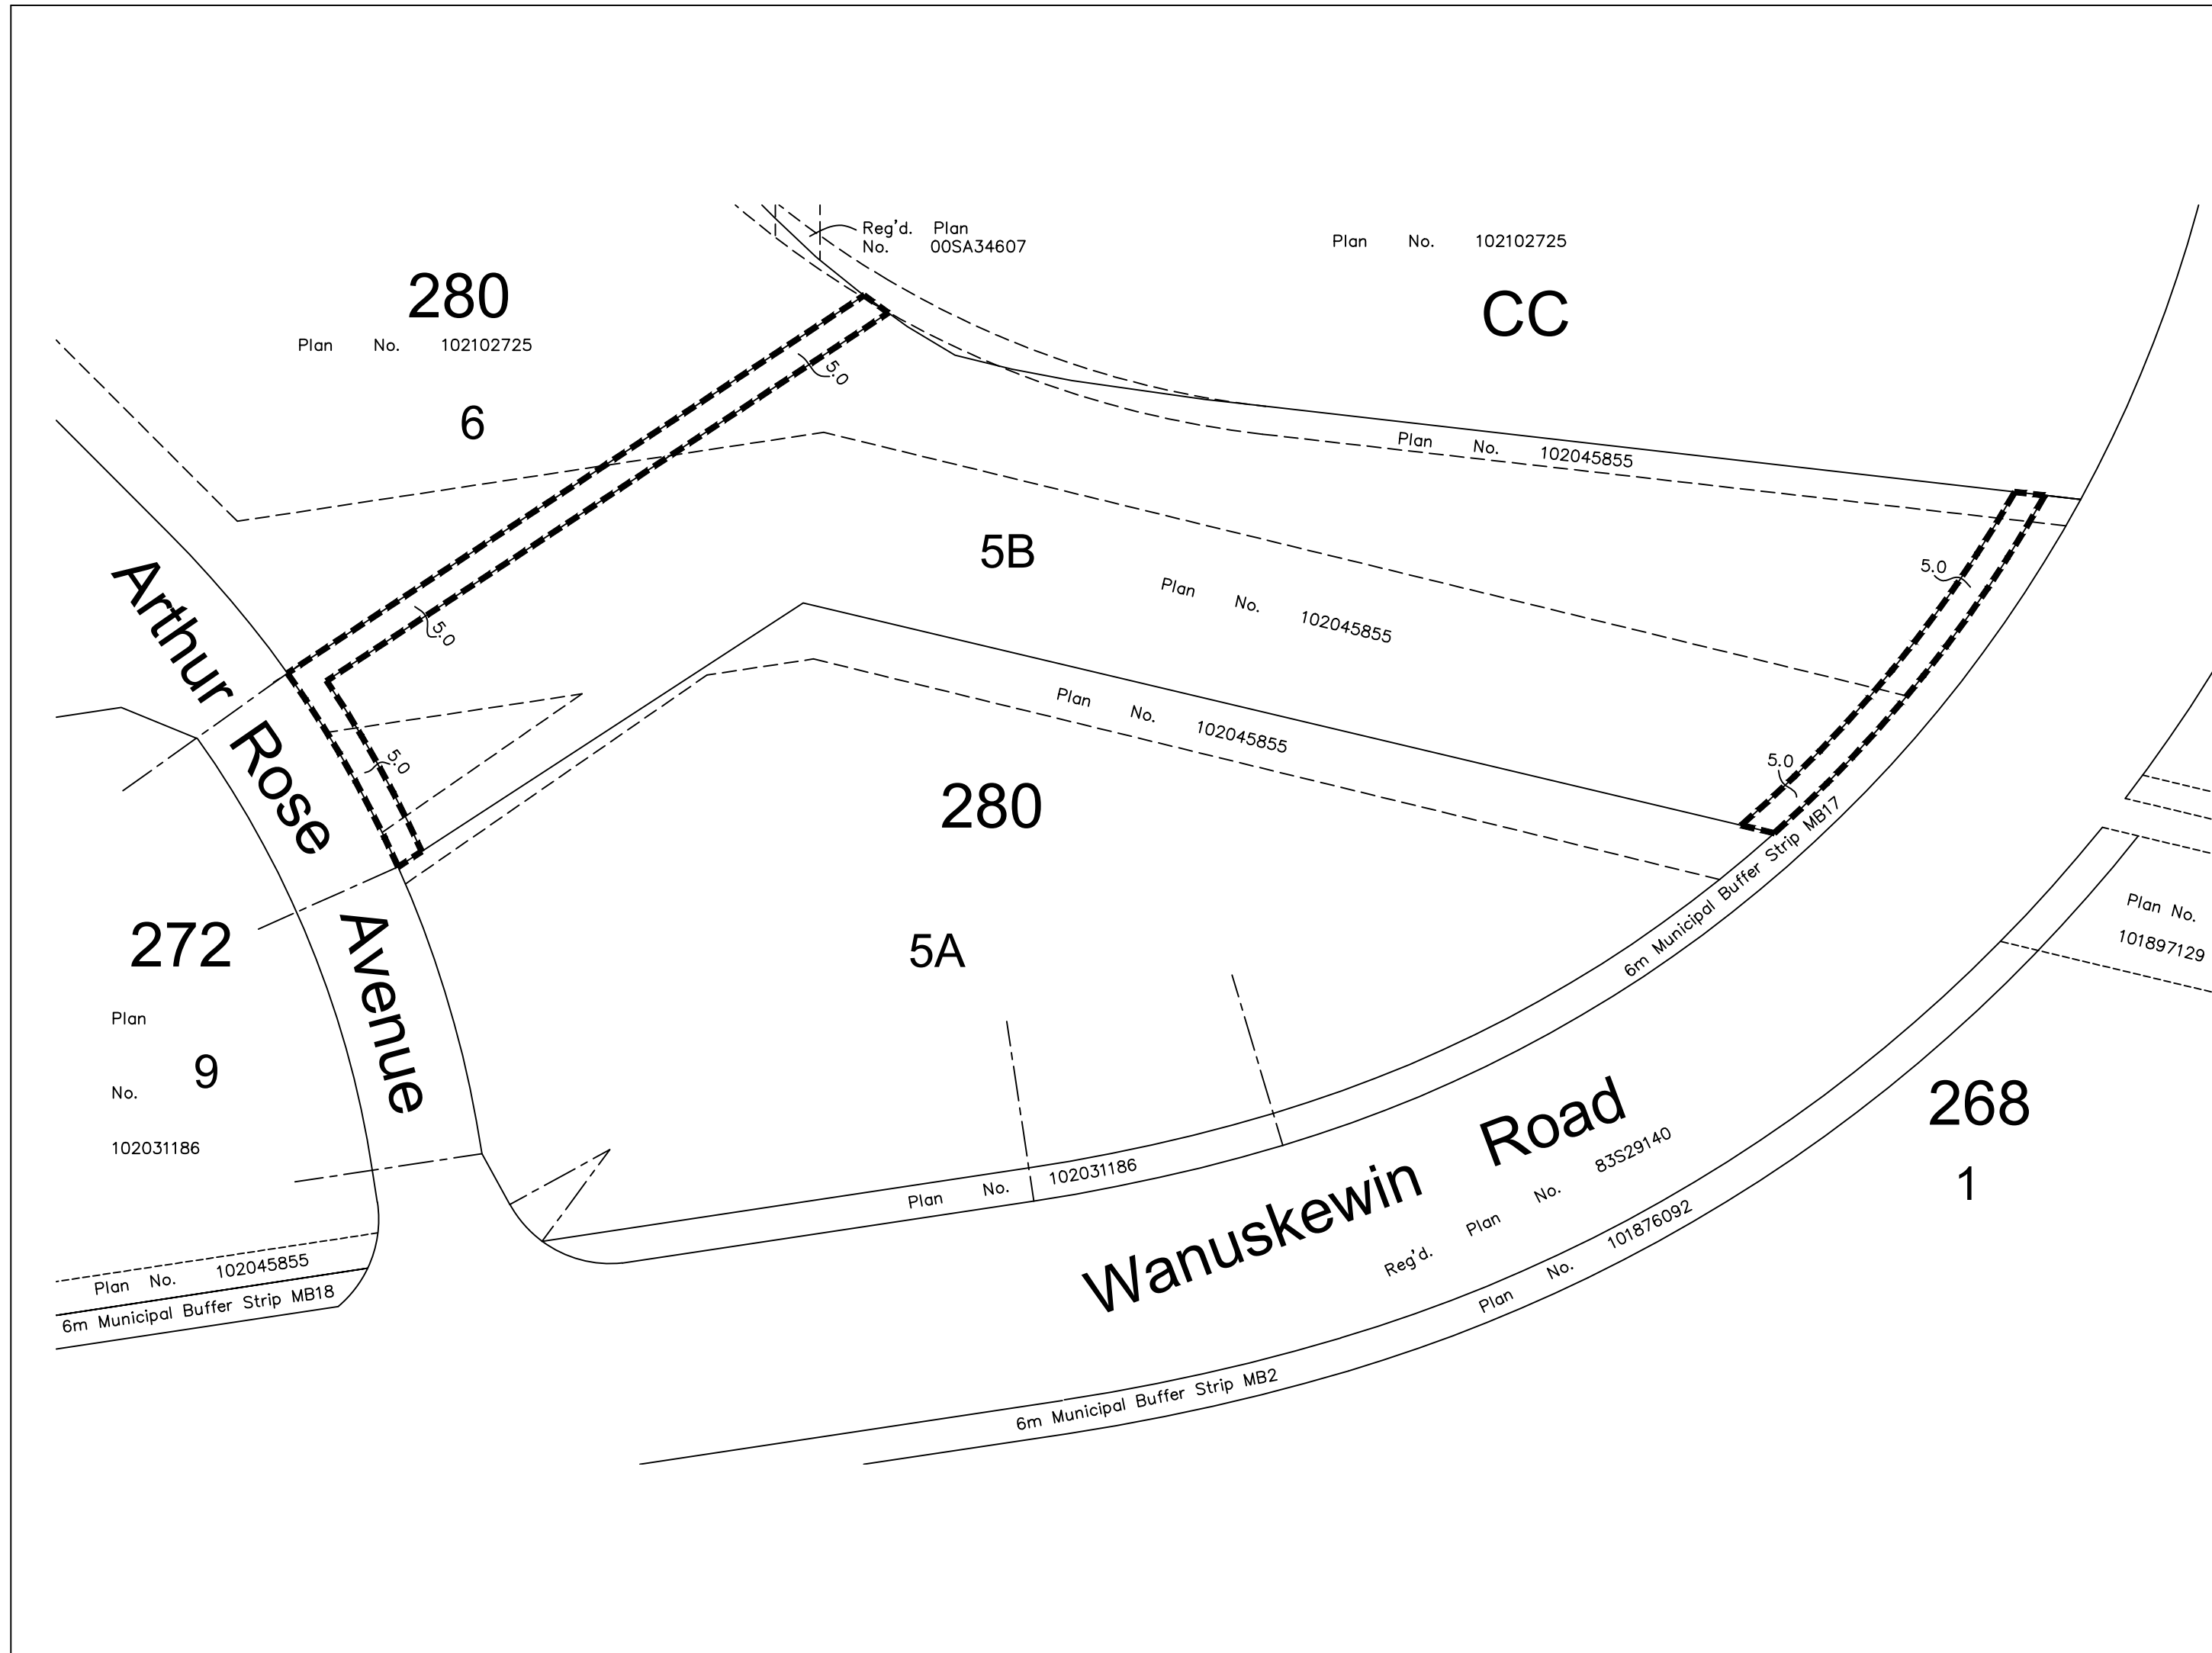 Reg'd. Plan
No. 00SA34607
Plan No. 102102725
CC
280
Plan No. 102102725
6
5.0
Plan No. 102045855
5B
5.0
Plan No. 102045855
5.0
Arthur Rose Avenue
5.0
Plan No. 102045855
5.0
280
6m Municipal Buffer Strip MB17
5A
272
Plan
9
No.
102031186
Plan No.
101897129
268
1
Plan No. 102031186
Wanuskewin Road
Reg'd. Plan No. 83S29140
Plan No. 101876092
Plan No. 102045855
6m Municipal Buffer Strip MB18
6m Municipal Buffer Strip MB2